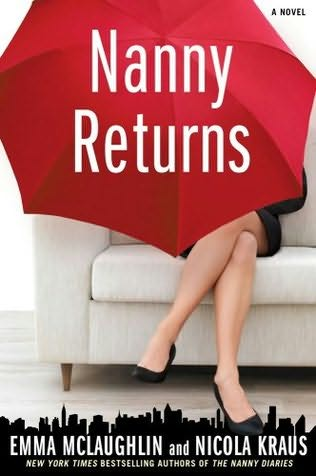 A NOVEL
Nanny
Returns
EMMA MCLAUGHLIN AND NICOLA KRAUS
NEW YORK TIMES BESTSELLING AUTHORS OF THE NANNY DIARIES